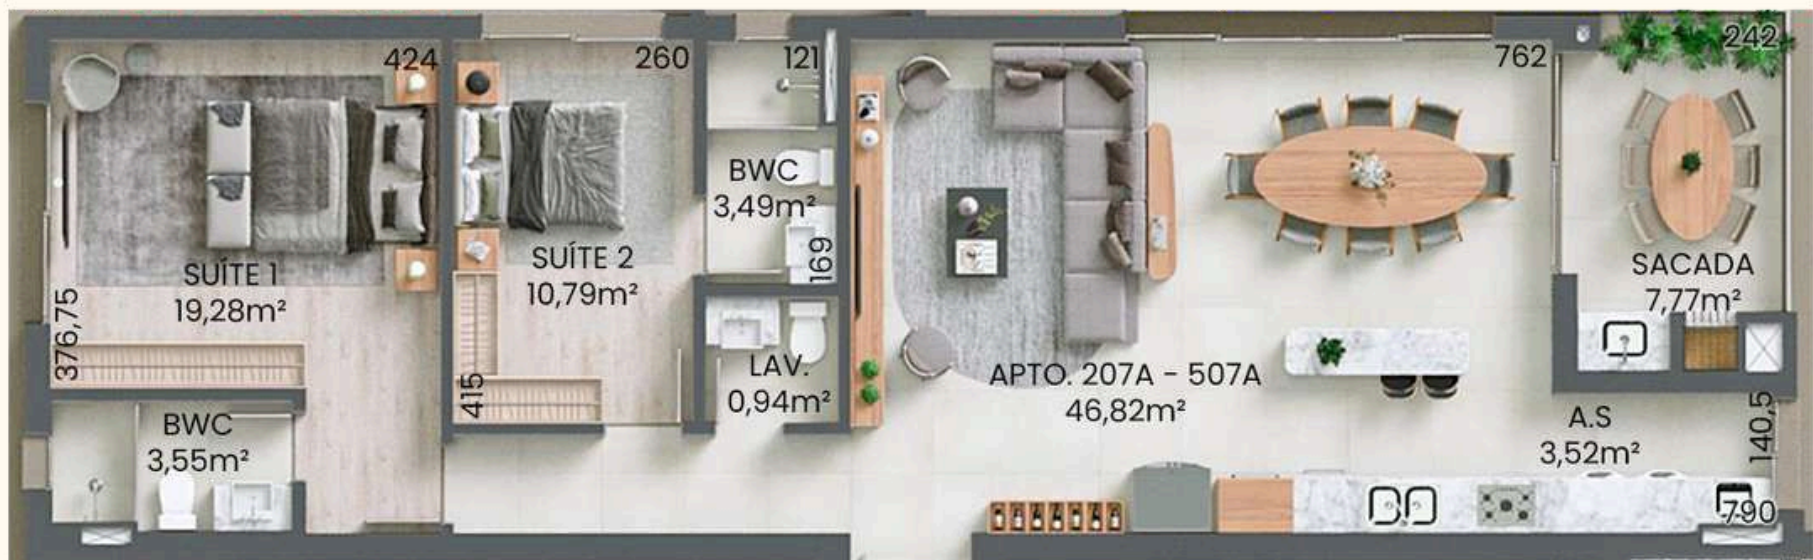 424
260
121
762
242
BWC
3,49m²
169
SUÍTE 1
19,28m²
376,75
SUÍTE 2
10,79m²
415
SACADA
7,77m²
LAV.
0,94m²
APTO. 207A - 507A
46,82m²
BWC
3,55m²
A.S
3,52m²
140,5
790